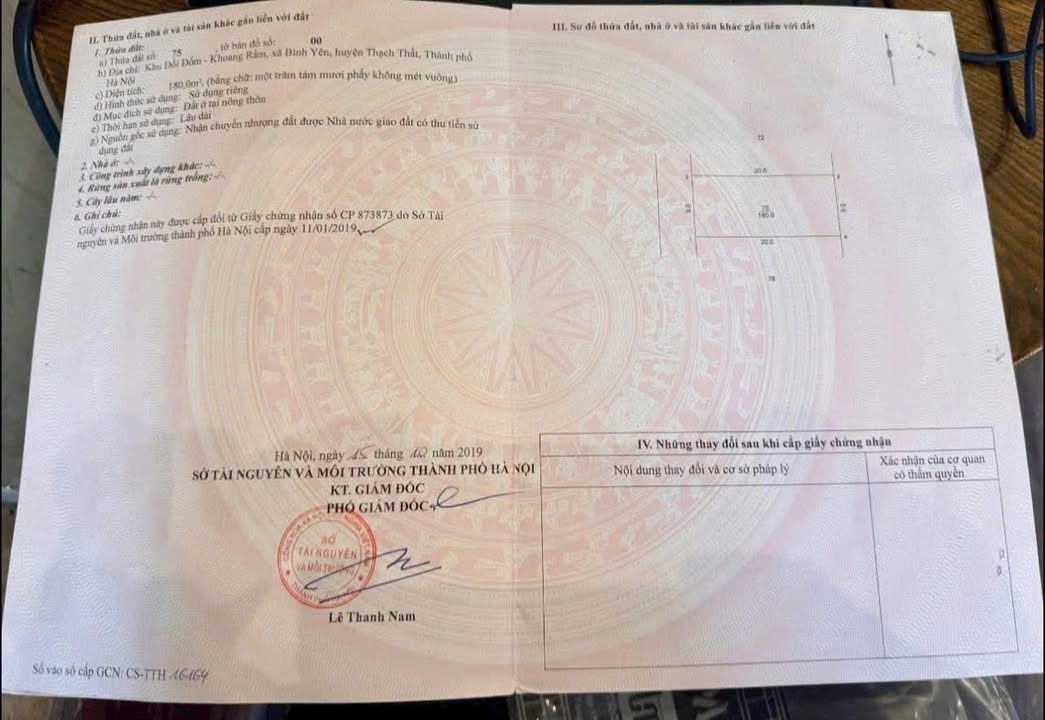 II. Thửa đất, nhà ở và tài sản khác gắn liền với đất
1. Thửa đất:
a) Thửa đất số: 75 , tờ bản đồ số: 00
b) Địa chỉ: Khu Đồi Dốm - Khoang Rầm, xã Bình Yên, huyện Thạch Thất, Thành phố
Hà Nội
c) Diện tích: 180,0m², (bằng chữ: một trăm tám mươi phẩy không mét vuông)
d) Hình thức sử dụng: Sử dụng riêng
đ) Mục đích sử dụng: Đất ở tại nông thôn
e) Thời hạn sử dụng: Lâu dài
g) Nguồn gốc sử dụng: Nhận chuyển nhượng đất được Nhà nước giao đất có thu tiền sử
dụng đất
2. Nhà ở: -/-
3. Công trình xây dựng khác: -/-
4. Rừng sản xuất là rừng trồng: -/-
5. Cây lâu năm: -/-
6. Ghi chú:
Giấy chứng nhận này được cấp đổi từ Giấy chứng nhận số CP 873873 do Sở Tài
nguyên và Môi trường thành phố Hà Nội cấp ngày 11/01/2019
Hà Nội, ngày 15 tháng 10 năm 2019
SỞ TÀI NGUYÊN VÀ MÔI TRƯỜNG THÀNH PHỐ HÀ NỘI
KT. GIÁM ĐỐC
PHÓ GIÁM ĐỐC
SỞ
TÀI NGUYÊN
VÀ MÔI TRƯỜNG
Lê Thanh Nam
Số vào sổ cấp GCN: CS-TTH 16164
III. Sơ đồ thửa đất, nhà ở và tài sản khác gắn liền với đất
72
20.0
9.0
75
180.0
9.0
20.0
78
IV. Những thay đổi sau khi cấp giấy chứng nhận
Nội dung thay đổi và cơ sở pháp lý
Xác nhận của cơ quan
có thẩm quyền